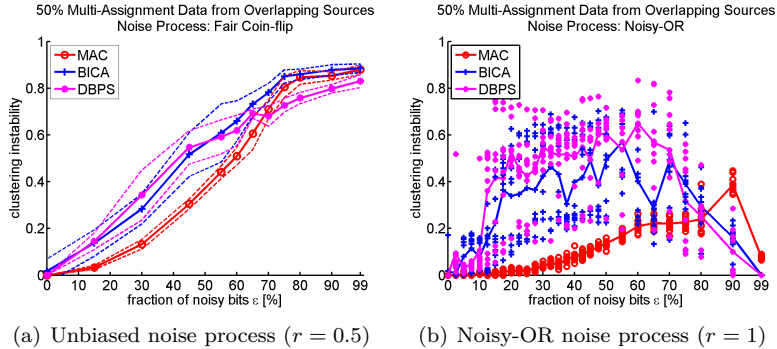 50% Multi-Assignment Data from Overlapping Sources
Noise Process: Fair Coin-flip
1
0.8
0.6
0.4
0.2
0
clustering instability
MAC
BICA
DBPS
0 10 20 30 40 50 60 70 80 90 99
fraction of noisy bits ε [%]
(a) Unbiased noise process (r = 0.5)
50% Multi-Assignment Data from Overlapping Sources
Noise Process: Noisy-OR
1
0.8
0.6
0.4
0.2
0
clustering instability
MAC
BICA
DBPS
0 10 20 30 40 50 60 70 80 90 99
fraction of noisy bits ε [%]
(b) Noisy-OR noise process (r = 1)